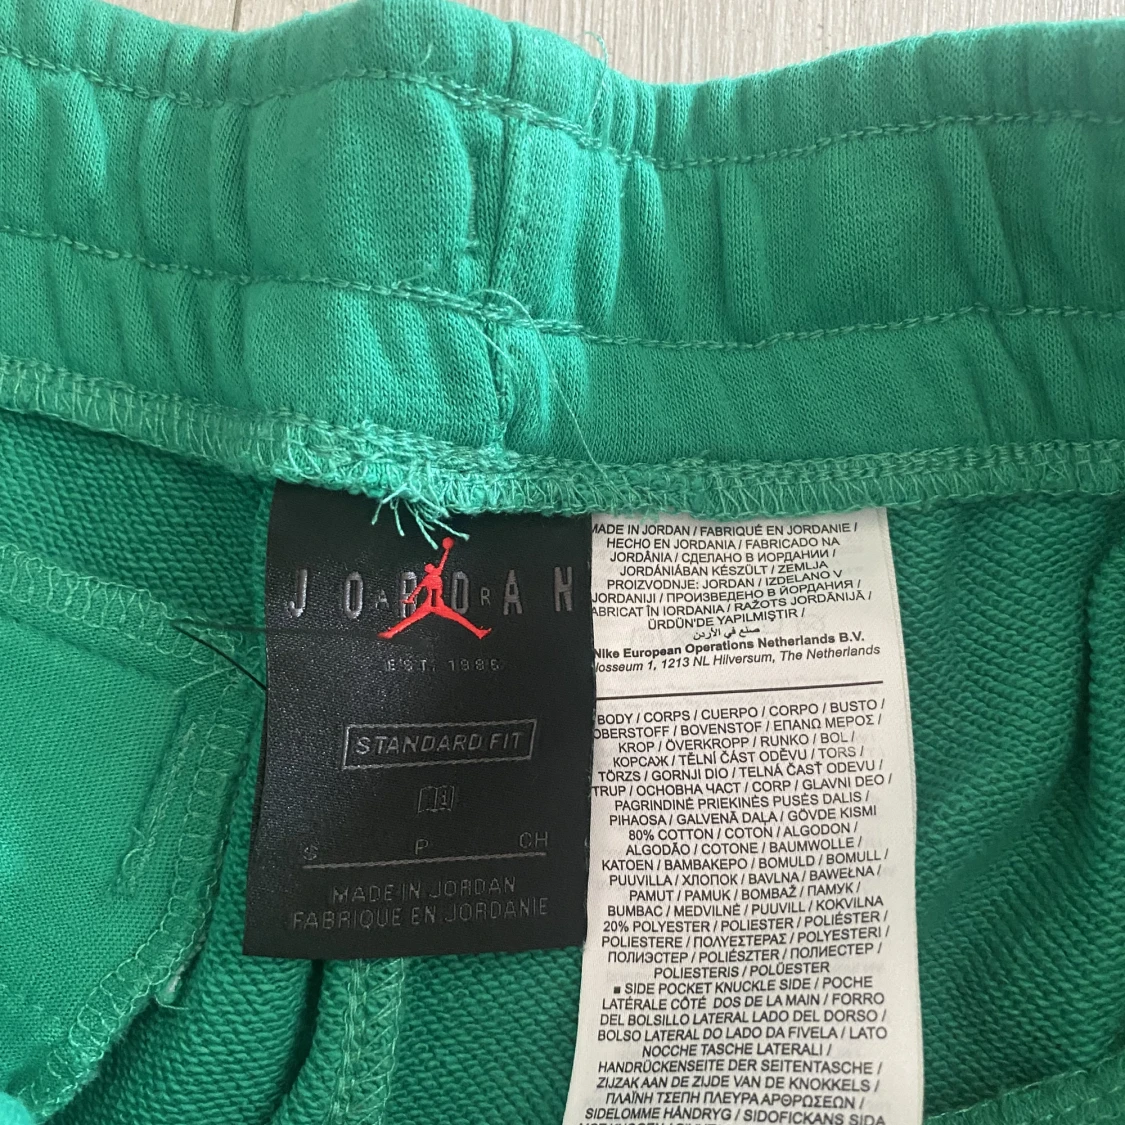 JORDAN
AIR
EST. 1985
STANDARD FIT
S P CH
MADE IN JORDAN
FABRIQUE EN JORDANIE
MADE IN JORDAN / FABRIQUÉ EN JORDANIE /
HECHO EN JORDANIA / FABRICADO NA
JORDÂNIA / СДЕЛАНО В ИОРДАНИИ /
JORDÁNIÁBAN KÉSZÜLT / ZEMLJA
PROIZVODNJE: JORDAN / IZDELANO V
JORDANIJI / ПРОИЗВЕДЕНО В ЙОРДАНИЯ /
FABRICAT ÎN IORDANIA / RAŽOTS JORDĀNIJĀ /
ÜRDÜN'DE YAPILMIŞTIR /
صنع في الأردن
Nike European Operations Netherlands B.V.
losseum 1, 1213 NL Hilversum, The Netherlands
BODY / CORPS / CUERPO / CORPO / BUSTO /
OBERSTOFF / BOVENSTOF / ΕΠΑΝΩ ΜΕΡΟΣ /
KROP / ÖVERKROPP / RUNKO / BOL /
КОРСАЖ / TĚLNÍ ČÁST ODĚVU / TORS /
TÖRZS / GORNJI DIO / TELNÁ ČASŤ ODEVU /
TRUP / ОСНОВНА ЧАСТ / CORP / GLAVNI DEO /
PAGRINDINĖ PRIEKINĖS PUSĖS DALIS /
PIHAOSA / GALVENĀ DAĻA / GÖVDE KISMI
80% COTTON / COTON / ALGODON /
ALGODÃO / COTONE / BAUMWOLLE /
KATOEN / ΒΑΜΒΑΚΕΡΟ / BOMULD / BOMULL /
PUUVILLA / ХЛОПОК / BAVLNA / BAWEŁNA /
PAMUT / PAMUK / BOMBAŽ / ПАМУК /
BUMBAC / MEDVILNĖ / PUUVILL / KOKVILNA
20% POLYESTER / POLIESTER / POLIÉSTER /
POLIESTERE / ΠΟΛΥΕΣΤΕΡΑΣ / POLYESTERI /
ПОЛИЭСТЕР / POLIÉSZTER / ПОЛИЕСТЕР /
POLIESTERIS / POLÜESTER
■ SIDE POCKET KNUCKLE SIDE / POCHE
LATÉRALE CÔTÉ DOS DE LA MAIN / FORRO
DEL BOLSILLO LATERAL LADO DEL DORSO /
BOLSO LATERAL DO LADO DA FIVELA / LATO
NOCCHE TASCHE LATERALI /
HANDRÜCKENSEITE DER SEITENTASCHE /
ZIJZAK AAN DE ZIJDE VAN DE KNOKKELS /
ΠΛΑΪΝΗ ΤΣΕΠΗ ΠΛΕΥΡΑ ΑΡΘΡΩΣΕΩΝ /
SIDELOMME HÅNDRYG / SIDOFICKANS SIDA